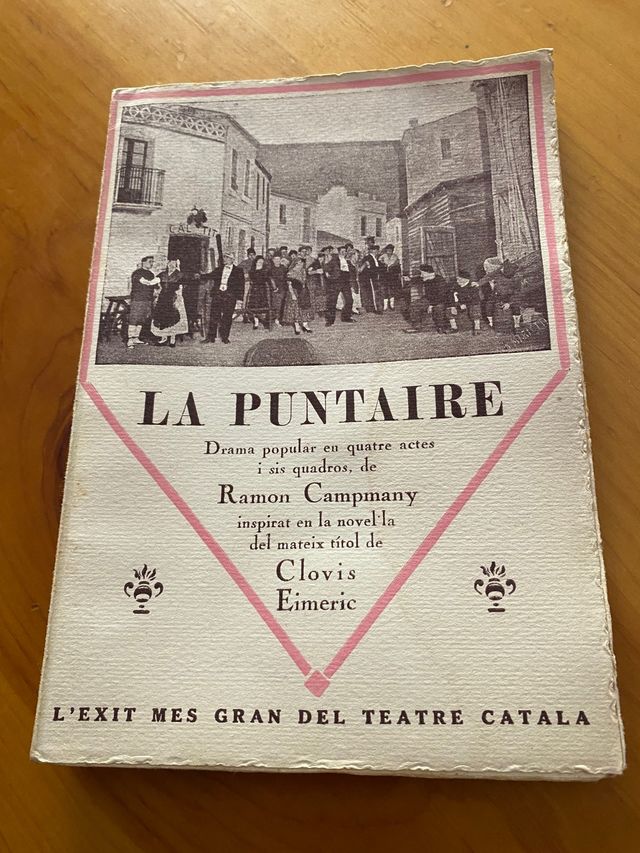 LA PUNTAIRE
Drama popular en quatre actes
i sis quadros, de
Ramon Campmany
inspirat en la novel·la
del mateix títol de
Clovis
Eimeric
L'EXIT MES GRAN DEL TEATRE CATALA